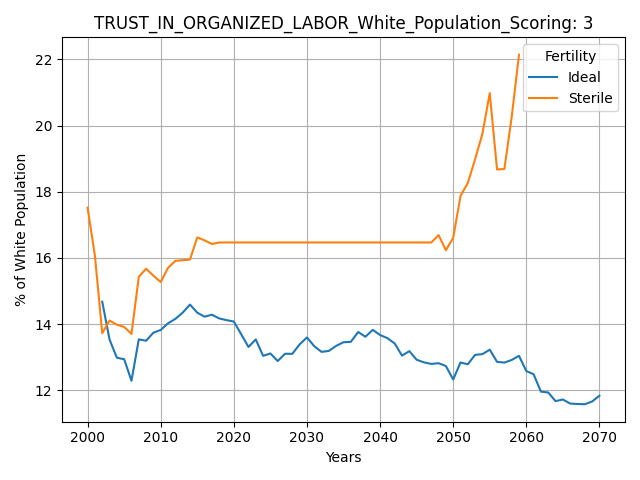 TRUST_IN_ORGANIZED_LABOR_White_Population_Scoring: 3
Fertility
Ideal
Sterile
% of White Population
22
20
18
16
14
12
2000 2010 2020 2030 2040 2050 2060 2070
Years